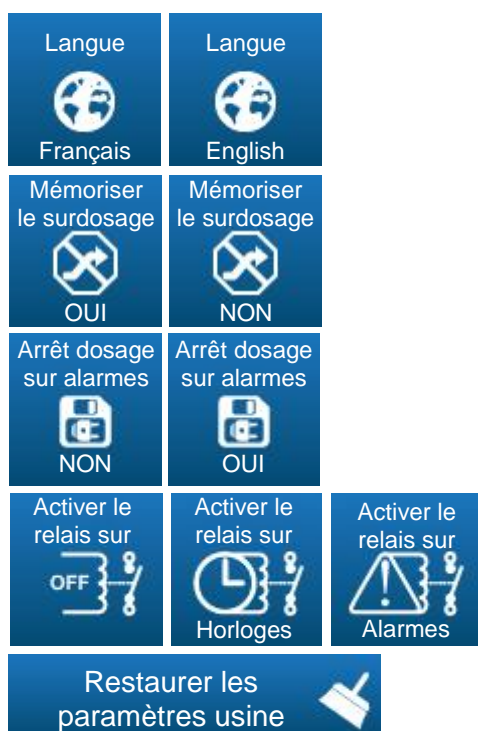 Langue
Français
Langue
English
Mémoriser
le surdosage
OUI
Mémoriser
le surdosage
NON
Arrêt dosage
sur alarmes
NON
Arrêt dosage
sur alarmes
OUI
Activer le
relais sur
OFF
Activer le
relais sur
Horloges
Activer le
relais sur
Alarmes
Restaurer les
paramètres usine